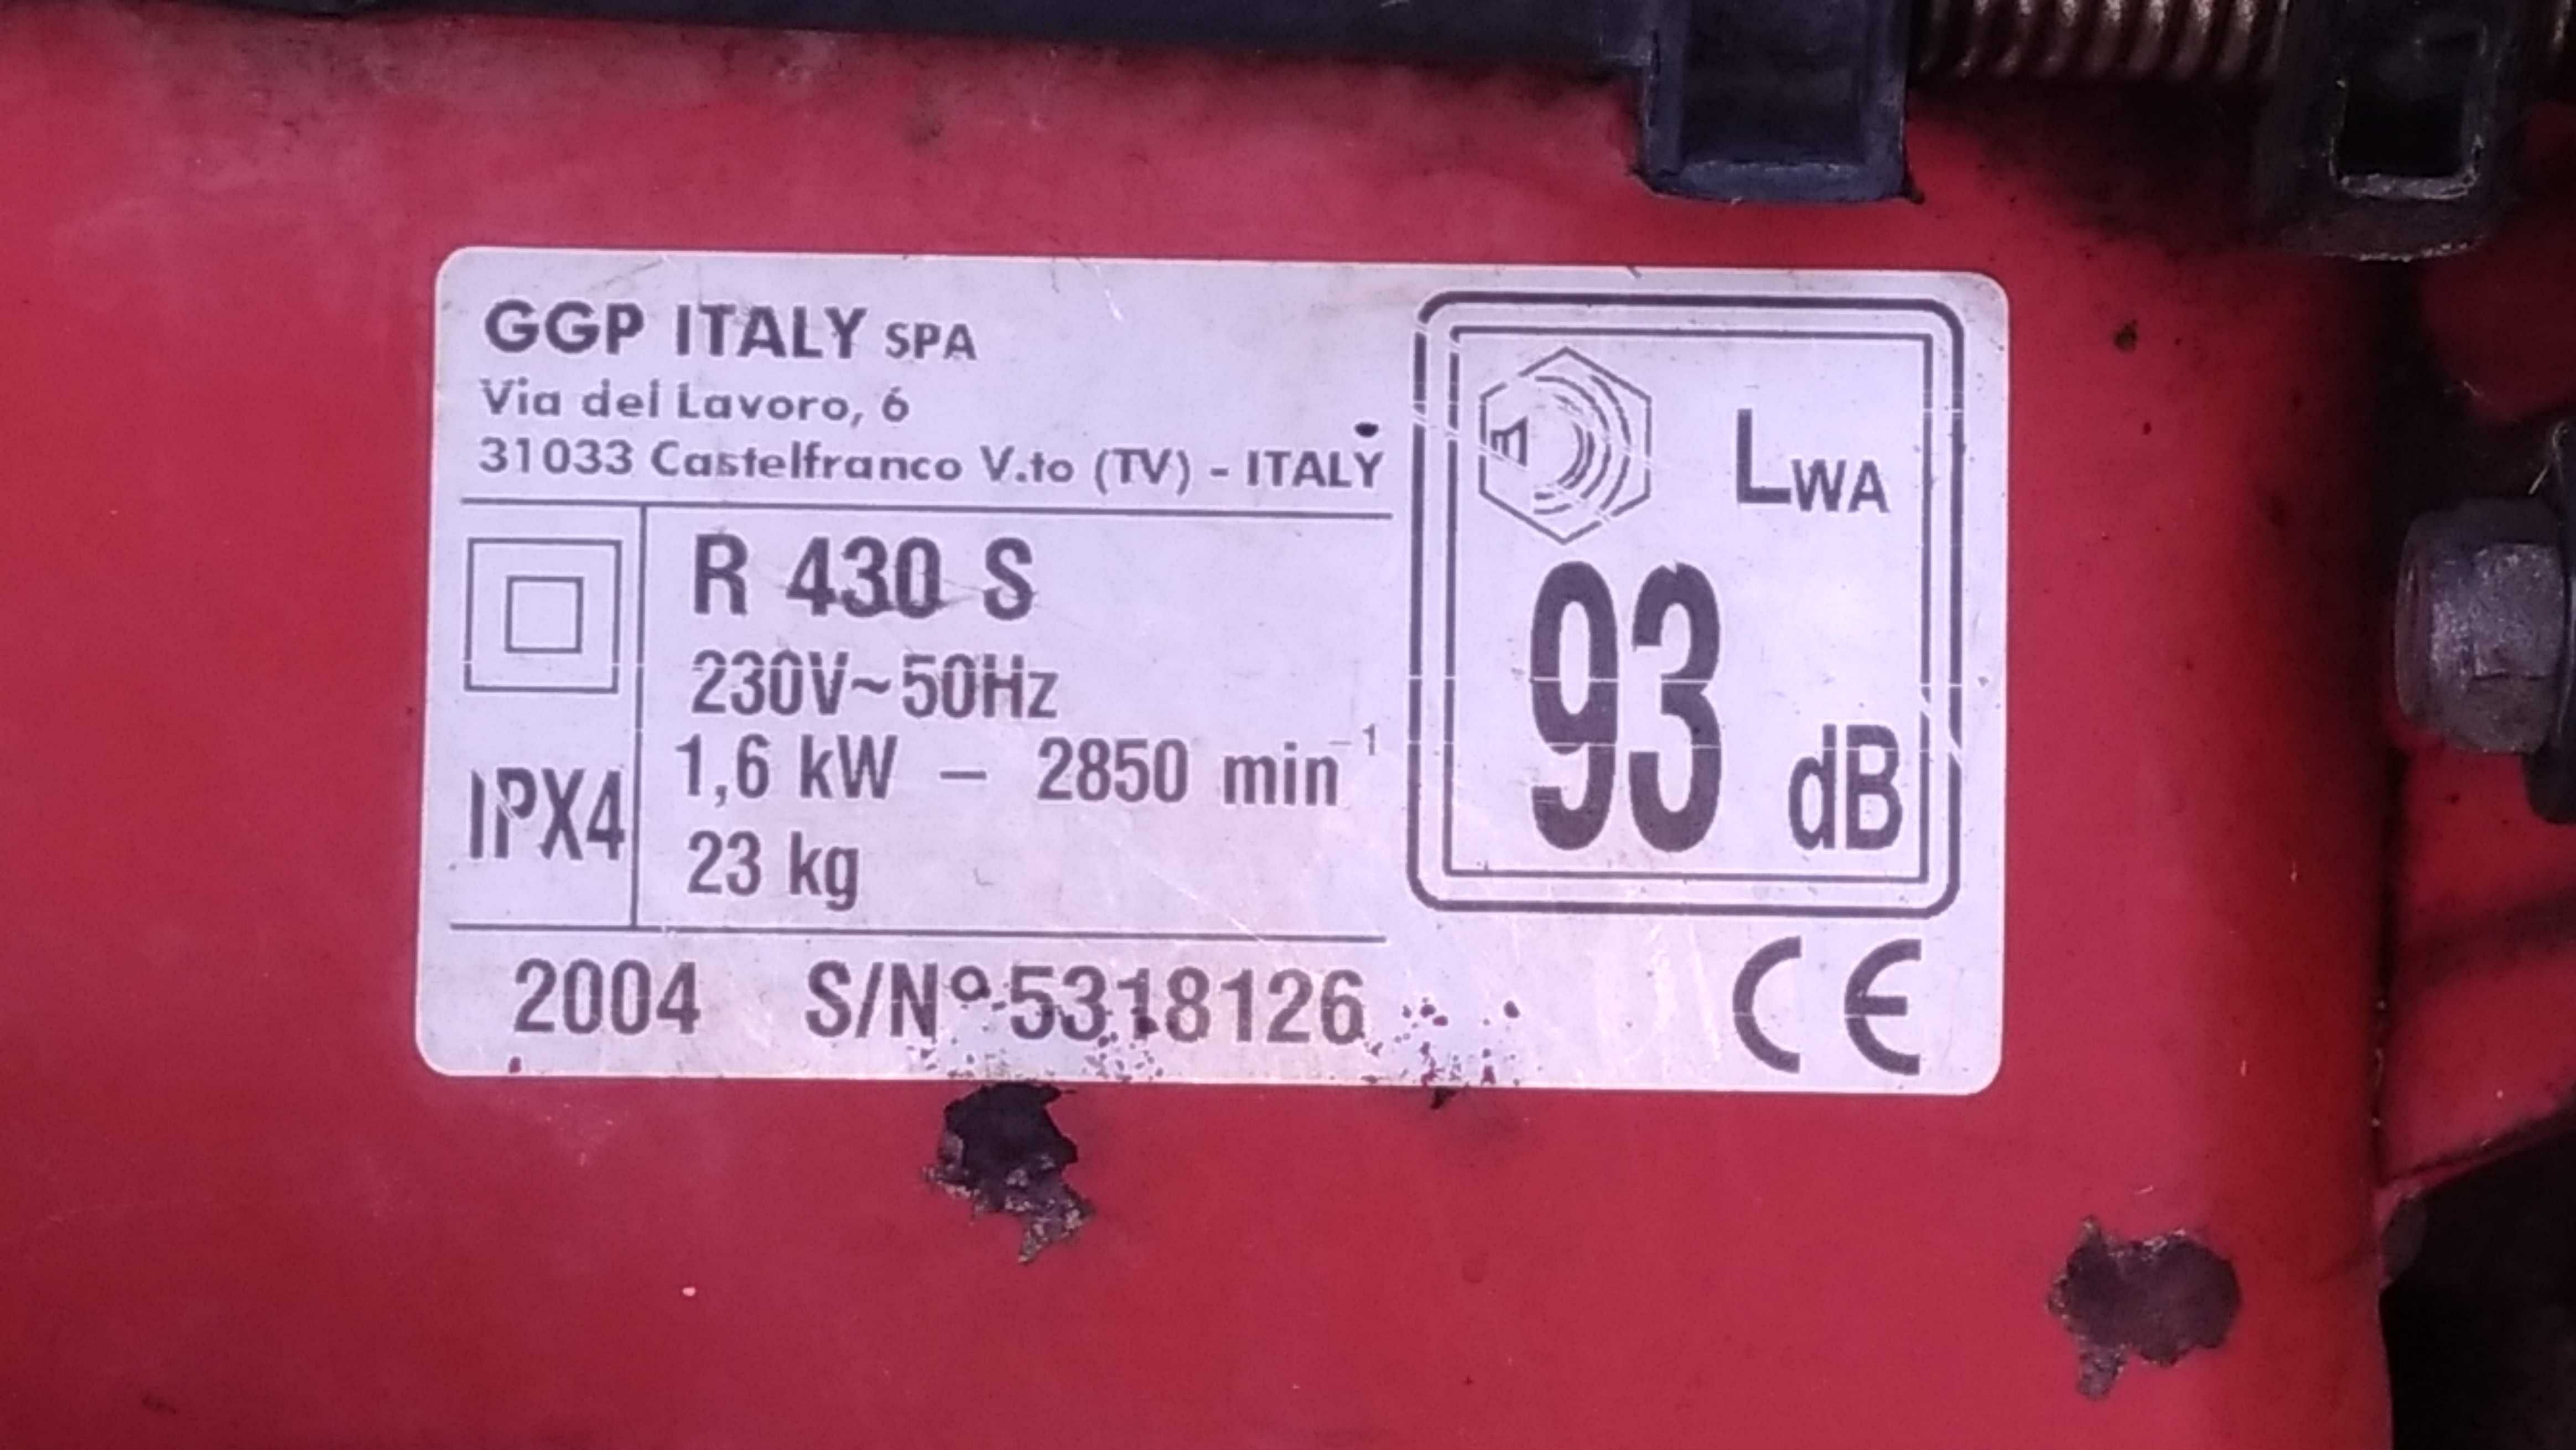 GGP ITALY SPA
Via del Lavoro, 6
31033 Castelfranco V.to (TV) - ITALY
LWA
93 dB
R 430 S
230V~50Hz
1,6 kW – 2850 min⁻¹
IPX4
23 kg
2004 S/N° 5318126
CE